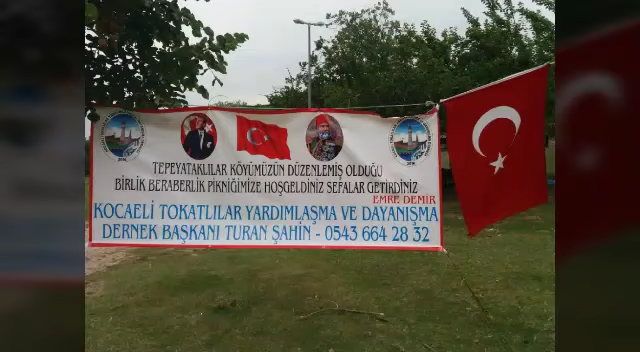 TEPEYATAKLILAR KÖYÜMÜZÜN DÜZENLEMİŞ OLDUĞU
BİRLİK BERABERLİK PİKNİĞİMİZE HOŞGELDİNİZ SEFALAR GETİRDİNİZ
EMRE DEMİR
KOCAELİ TOKATLILAR YARDIMLAŞMA VE DAYANIŞMA
DERNEK BAŞKANI TURAN ŞAHİN - 0543 664 28 32